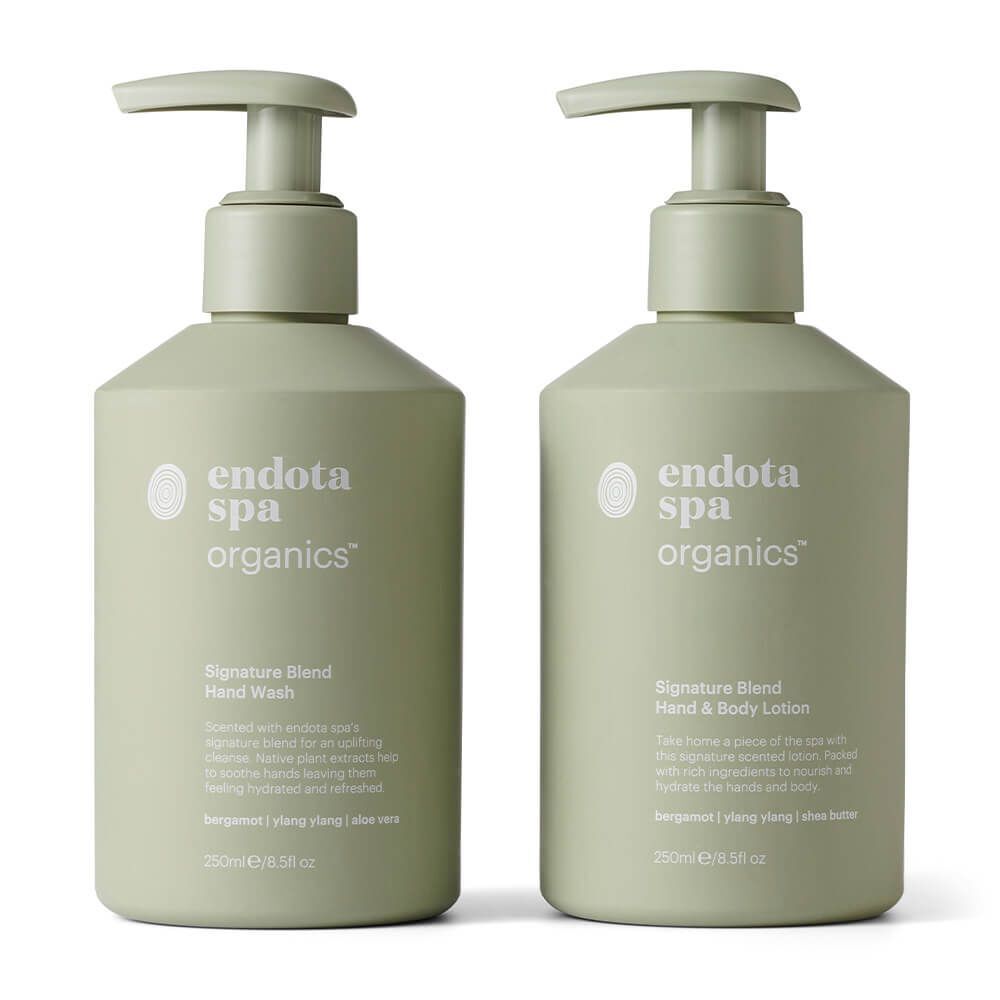 endota
spa
organics™
Signature Blend
Hand Wash
Scented with endota spa's
signature blend for an uplifting
cleanse. Native plant extracts help
to soothe hands leaving them
feeling hydrated and refreshed.
bergamot | ylang ylang | aloe vera
250ml℮/8.5fl oz
endota
spa
organics™
Signature Blend
Hand & Body Lotion
Take home a piece of the spa with
this signature scented lotion. Packed
with rich ingredients to nourish and
hydrate the hands and body.
bergamot | ylang ylang | shea butter
250ml℮/8.5fl oz